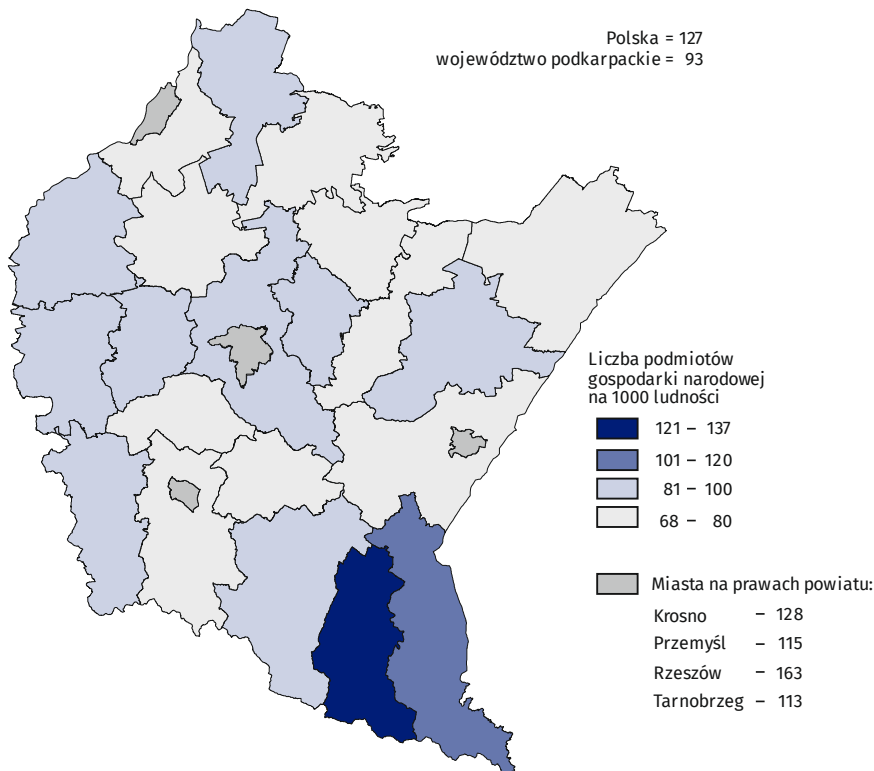 Polska = 127
województwo podkarpackie = 93
Liczba podmiotów
gospodarki narodowej
na 1000 ludności
121 – 137
101 – 120
81 – 100
68 – 80
Miasta na prawach powiatu:
Krosno – 128
Przemyśl – 115
Rzeszów – 163
Tarnobrzeg – 113